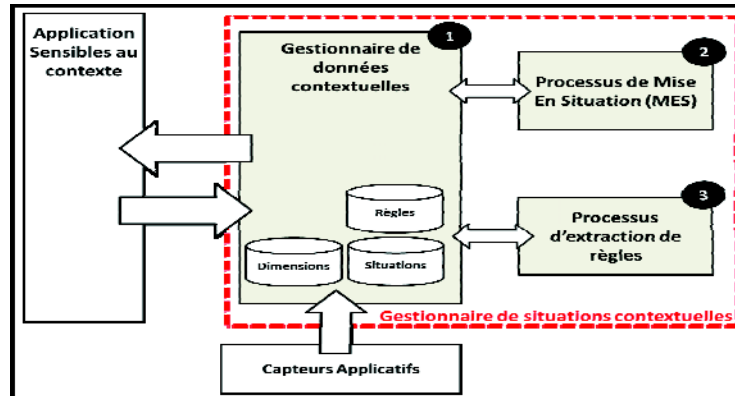 Application
Sensibles au
contexte
1
Gestionnaire de
données
contextuelles
2
Processus de Mise
En Situation (MES)
3
Processus
d'extraction de
règles
Règles
Dimensions
Situations
Gestionnaire de situations contextuelles
Capteurs Applicatifs